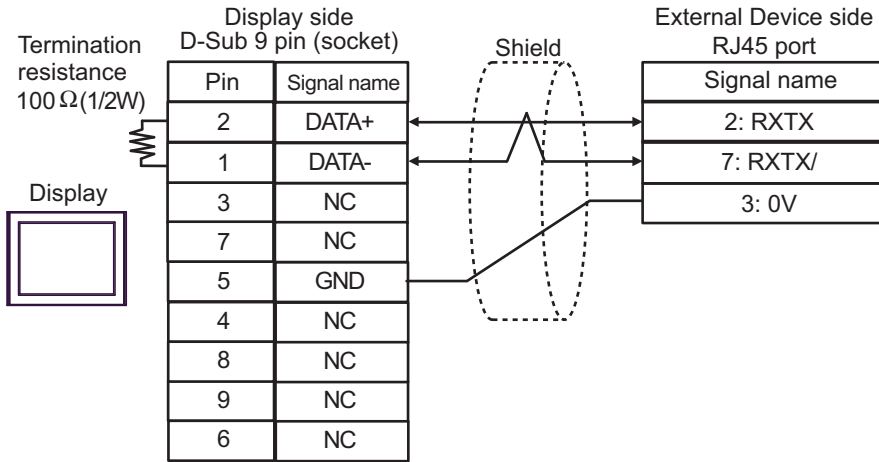 Display side
D-Sub 9 pin (socket)
External Device side
RJ45 port
Termination
resistance
100Ω(1/2W)
Shield
Display
Pin Signal name
2 DATA+
1 DATA-
3 NC
7 NC
5 GND
4 NC
8 NC
9 NC
6 NC
Signal name
2: RXTX
7: RXTX/
3: 0V